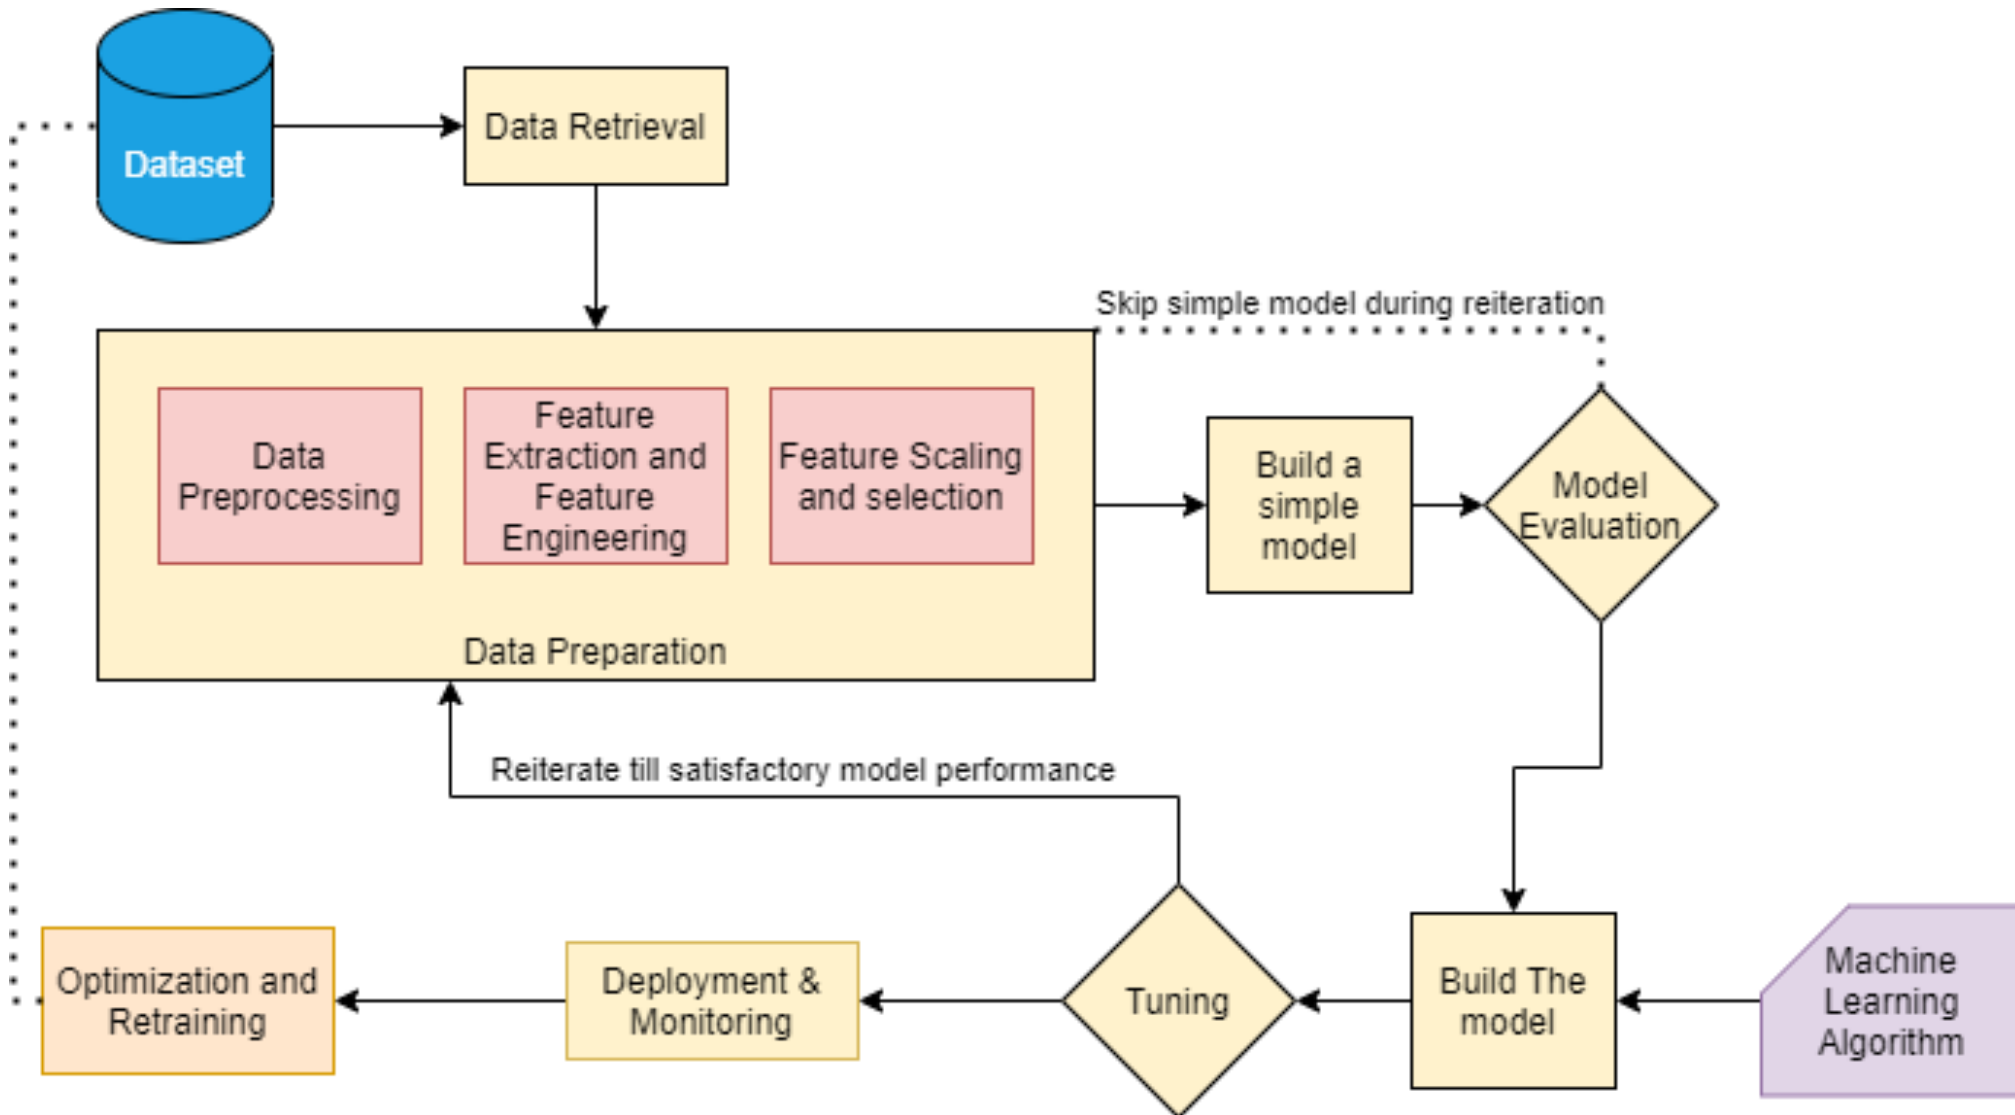 Dataset
Data Retrieval
Skip simple model during reiteration
Data
Preprocessing
Feature
Extraction and
Feature
Engineering
Feature Scaling
and selection
Data Preparation
Build a
simple
model
Model
Evaluation
Reiterate till satisfactory model performance
Optimization and
Retraining
Deployment &
Monitoring
Tuning
Build The
model
Machine
Learning
Algorithm